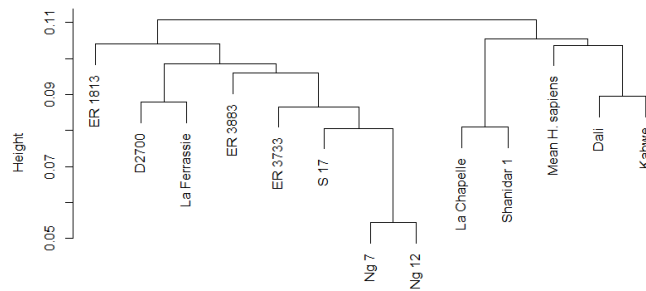 Height
0.11
0.09
0.07
0.05
ER 1813
D2700
La Ferrassie
ER 3883
ER 3733
S 17
Ng 7
Ng 12
La Chapelle
Shanidar 1
Mean H. sapiens
Dali
Kabwe